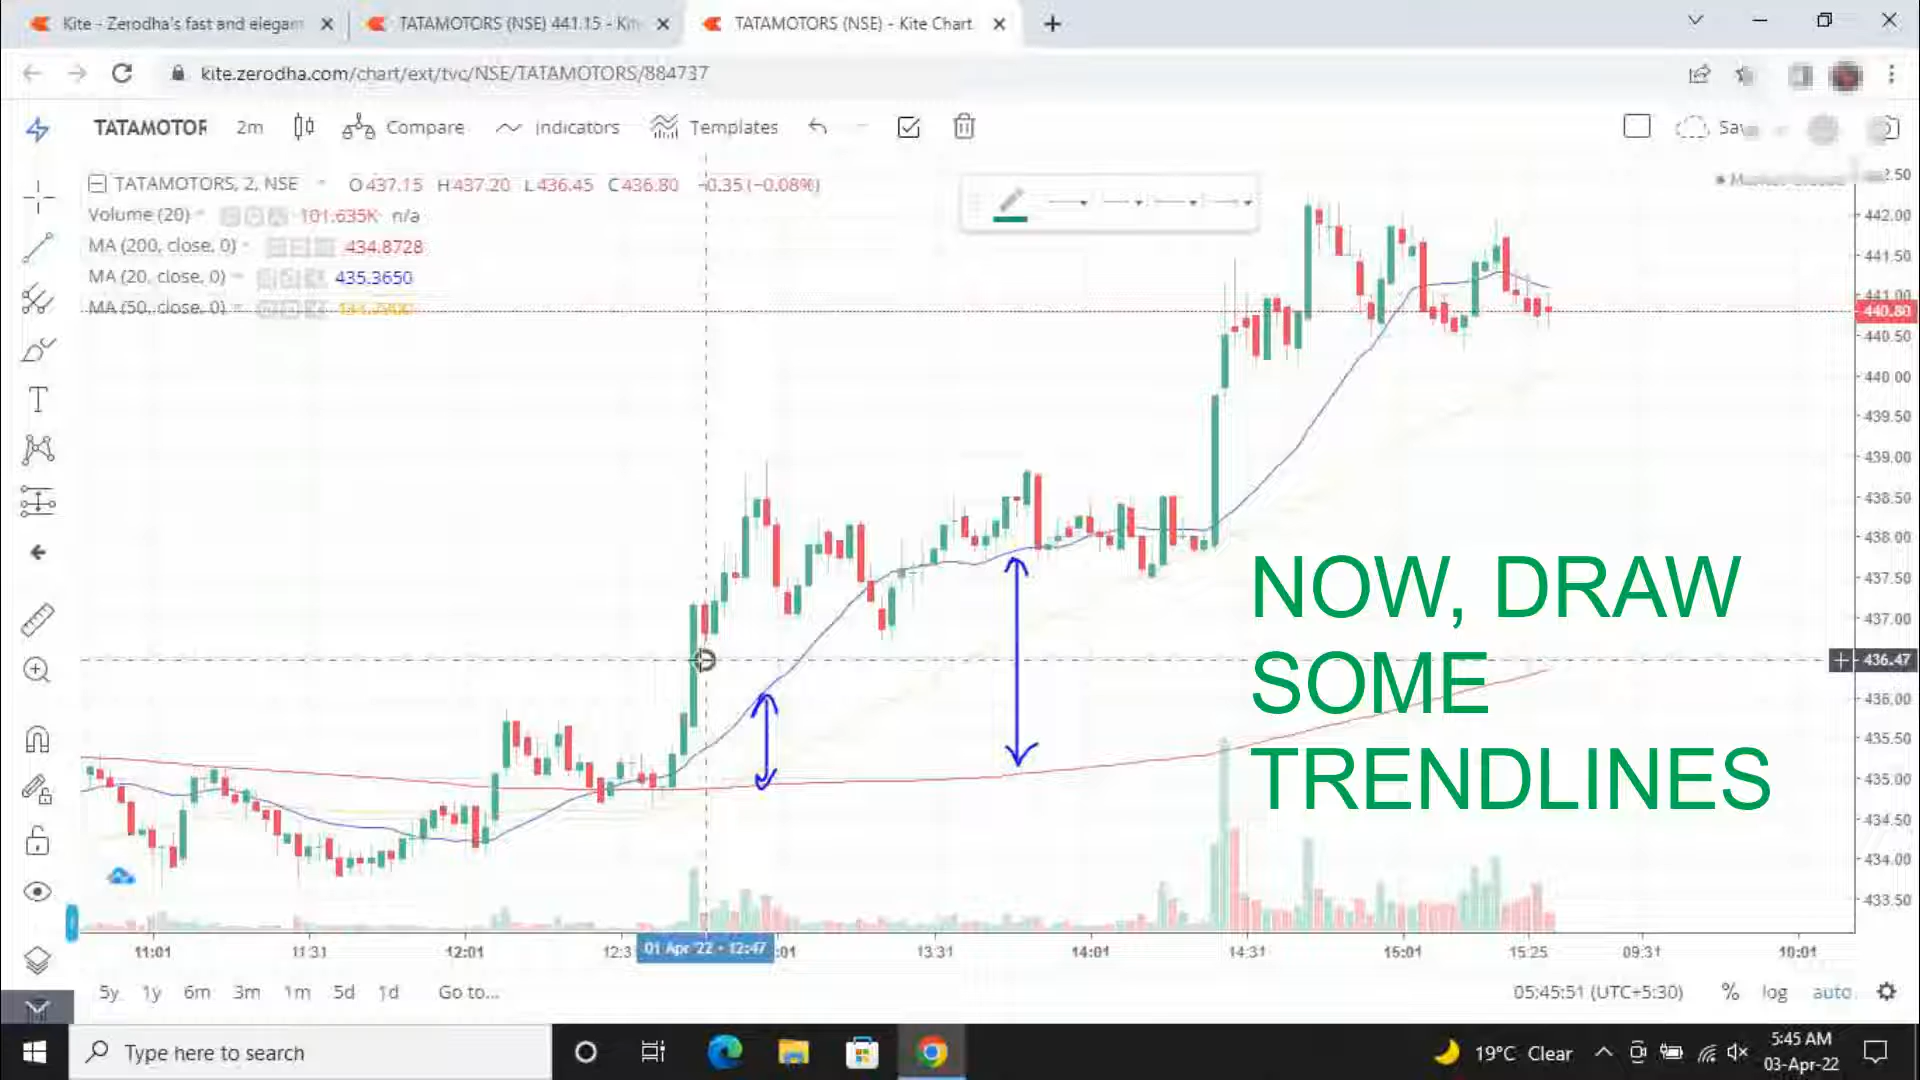 Kite - Zerodha's fast and elegan
TATAMOTORS (NSE) 441.15 - Kit
TATAMOTORS (NSE) - Kite Chart
kite.zerodha.com/chart/ext/tvc/NSE/TATAMOTORS/884737
TATAMOTOR 2m Compare Indicators Templates
TATAMOTORS, 2, NSE O437.15 H437.20 L436.45 C436.80 -0.35 (-0.08%)
Volume (20) 101.635K n/a
MA (200, close, 0) 434.8728
MA (20, close, 0) 435.3650
MA (50, close, 0)
442.00
441.50
441.00
440.80
440.50
440.00
439.50
439.00
438.50
438.00
437.50
437.00
436.47
436.00
435.50
435.00
434.50
434.00
433.50
NOW, DRAW
SOME
TRENDLINES
11:01 11:31 12:01 12:3 01 Apr '22 - 12:47 :01 13:31 14:01 14:31 15:01 15:25 09:31 10:01
5y 1y 6m 3m 1m 5d 1d Go to... 05:45:51 (UTC+5:30) % log auto
Type here to search
19°C Clear
5:45 AM
03-Apr-22